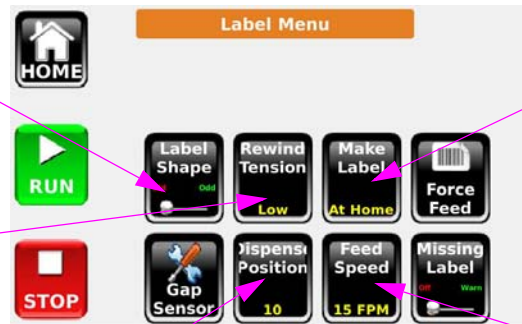 Label Menu
HOME
RUN
Label Shape
Odd
Rewind Tension
Low
Make Label
At Home
Force Feed
STOP
Gap Sensor
Dispense Position
10
Feed Speed
15 FPM
Missing Label
Off Warn